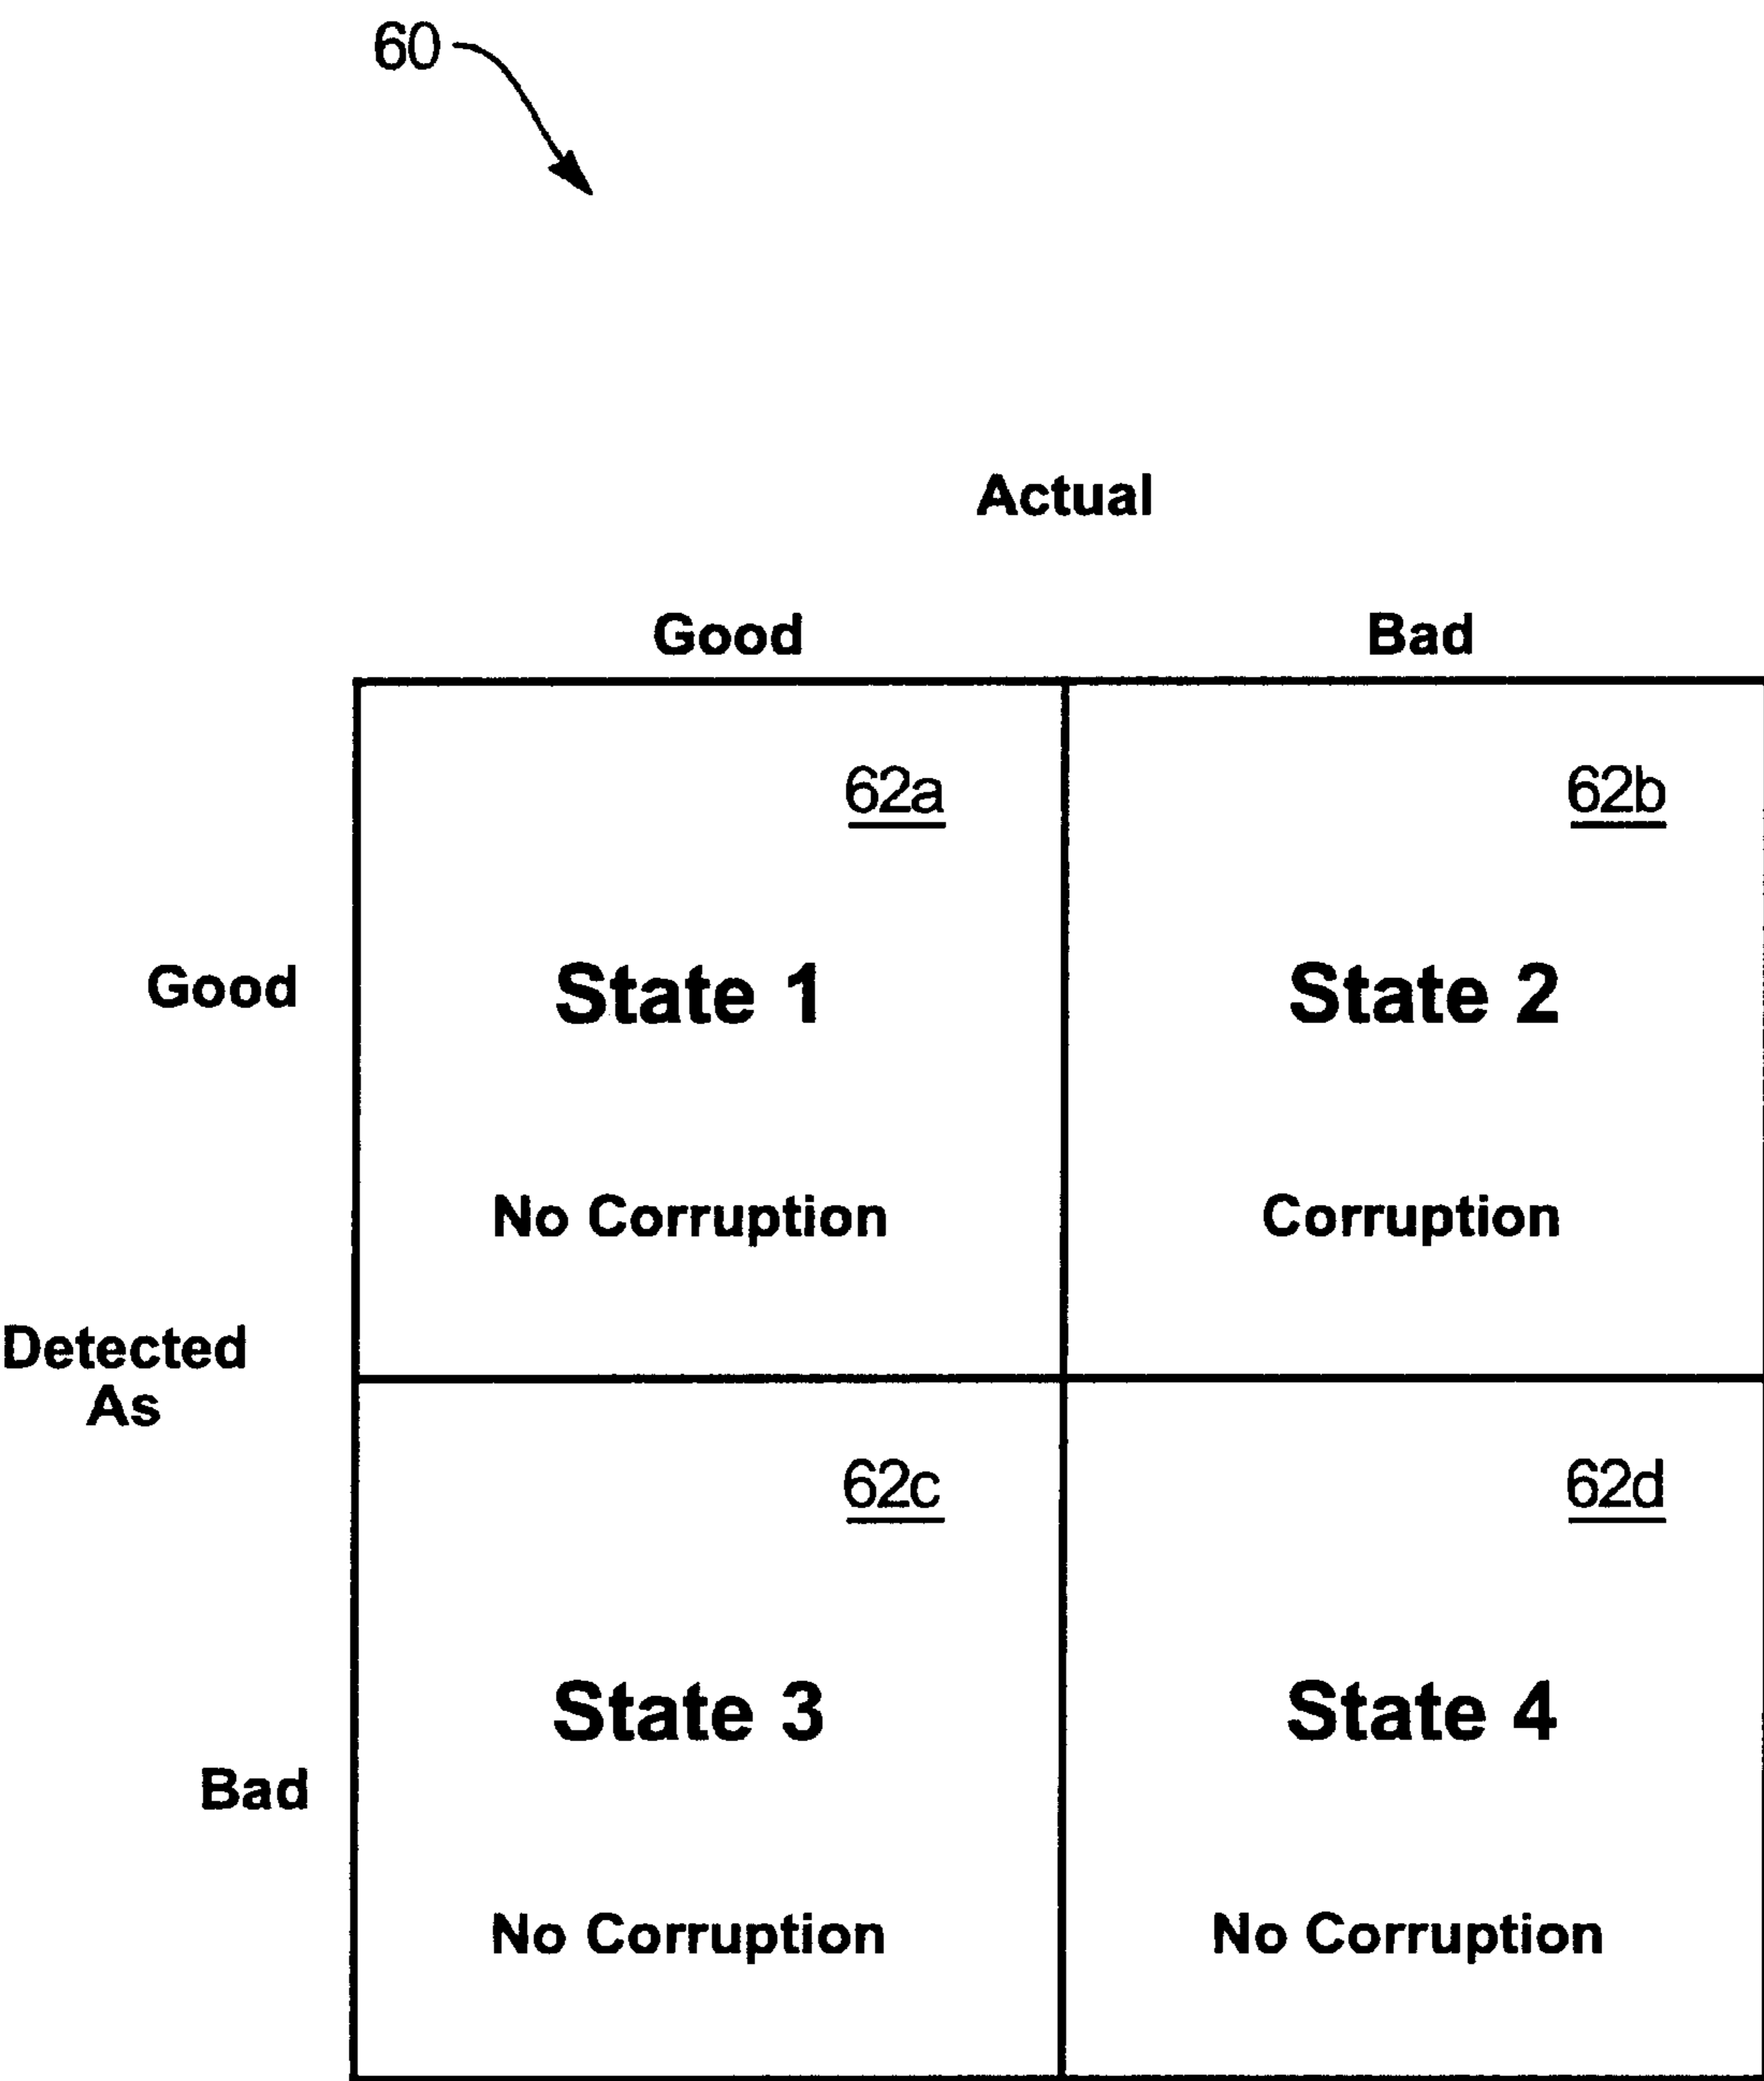 60
Actual
Good Bad
62a 62b
Good State 1 State 2
No Corruption Corruption
Detected
As
62c 62d
State 3 State 4
Bad
No Corruption No Corruption